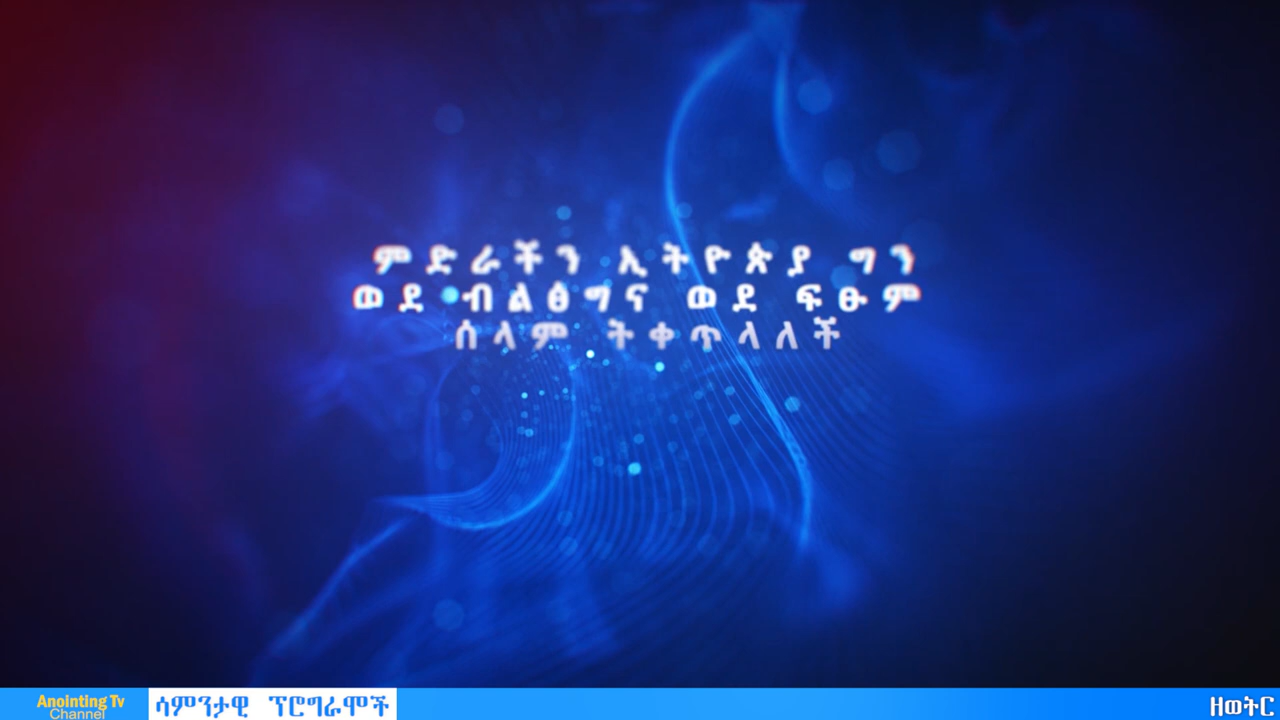 ምድራችን ኢትዮጵያ ግን
ወደ ብልፅግና ወደ ፍፁም
ሰላም ትቀጥላለች
Anointing Tv
Channel
ሳምንታዊ ፕሮግራሞች
ዘወትር